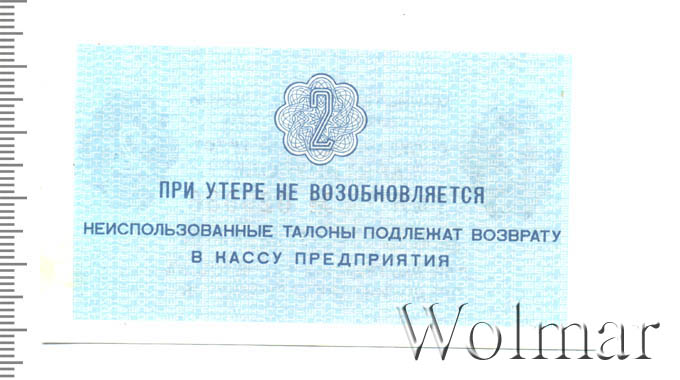 2
ПРИ УТЕРЕ НЕ ВОЗОБНОВЛЯЕТСЯ
НЕИСПОЛЬЗОВАННЫЕ ТАЛОНЫ ПОДЛЕЖАТ ВОЗВРАТУ
В КАССУ ПРЕДПРИЯТИЯ
Wolmar